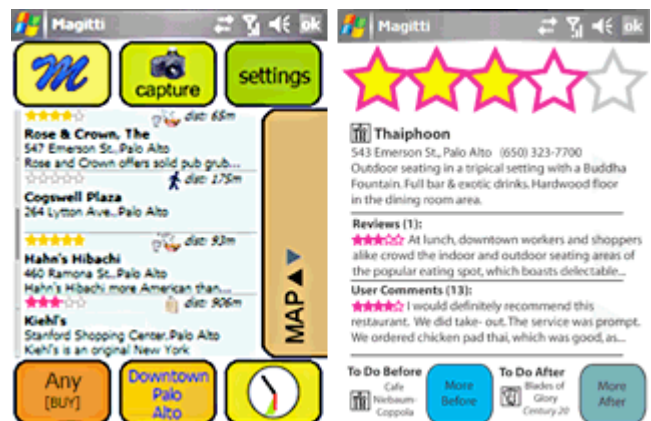 Magitti
ok
capture
settings
dist: 65m
Rose & Crown, The
547 Emerson St., Palo Alto
Rose and Crown offers solid pub grub...
dist: 175m
Cogswell Plaza
264 Lytton Ave., Palo Alto
dist: 93m
Hahn's Hibachi
460 Ramona St., Palo Alto
Hahn's Hibachi more American than...
dist: 906m
Kiehl's
Stanford Shopping Center, Palo Alto
Kiehl's is an original New York
MAP
Any
[BUY]
Downtown
Palo
Alto
Magitti
ok
Thaiphoon
543 Emerson St., Palo Alto (650) 323-7700
Outdoor seating in a tripical setting with a Buddha
Fountain. Full bar & exotic drinks. Hardwood floor
in the dining room area.
Reviews (1):
At lunch, downtown workers and shoppers
alike crowd the indoor and outdoor seating areas of
the popular eating spot, which boasts delectable...
User Comments (13):
I would definitely recommend this
restaurant. We did take- out. The service was prompt.
We ordered chicken pad thai, which was good, as...
To Do Before
Cafe
Niebaum-
Coppola
More
Before
To Do After
Blades of
Glory
Century 20
More
After